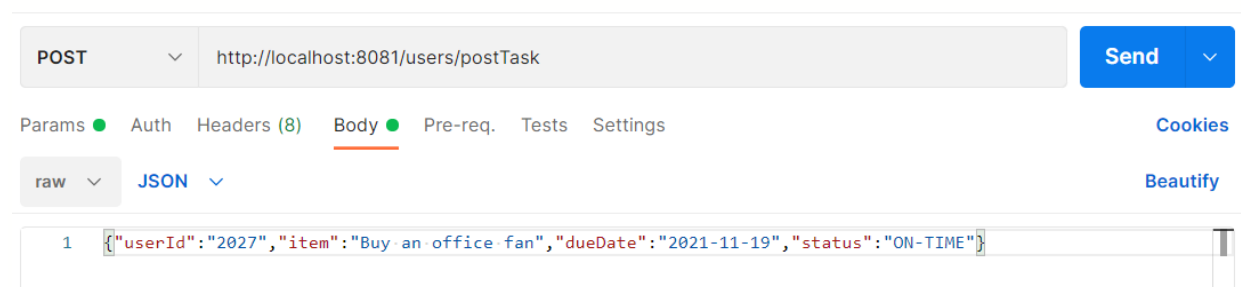 POST http://localhost:8081/users/postTask Send
Params Auth Headers (8) Body Pre-req. Tests Settings Cookies
raw JSON Beautify
1 {"userId":"2027","item":"Buy an office fan","dueDate":"2021-11-19","status":"ON-TIME"}